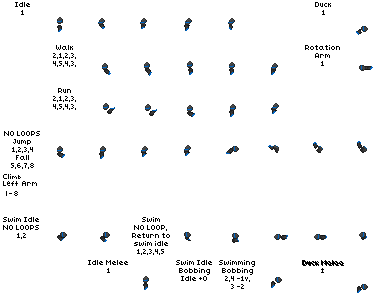 Idle
1
Duck
1
Walk
2,1,2,3,
4,5,4,3,
Rotation
Arm
1
Run
2,1,2,3,
4,5,4,3,
NO LOOPS
Jump
1,2,3,4
Fall
5,6,7,8
Climb
Left Arm
1-8
Swim Idle
NO LOOPS
1,2
Swim
NO LOOP,
Return to
swim idle
1,2,3,4,5
Idle Melee
1
Swim Idle
Bobbing
Idle +0
Swimming
Bobbing
2,4 -1v,
3 -2
Duck Melee
1